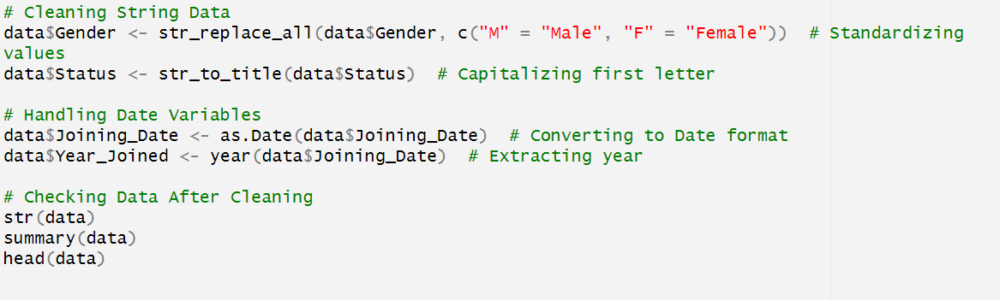 # Cleaning String Data
data$Gender <- str_replace_all(data$Gender, c("M" = "Male", "F" = "Female"))  # Standardizing
values
data$Status <- str_to_title(data$Status)  # Capitalizing first letter
# Handling Date Variables
data$Joining_Date <- as.Date(data$Joining_Date)  # Converting to Date format
data$Year_Joined <- year(data$Joining_Date)  # Extracting year
# Checking Data After Cleaning
str(data)
summary(data)
head(data)